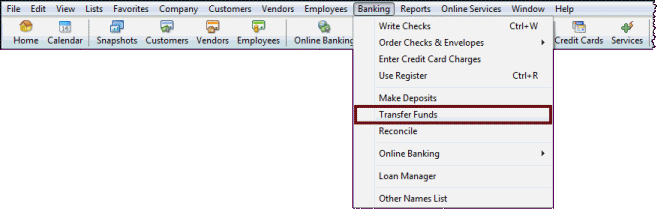 File Edit View Lists Favorites Company Customers Vendors Employees Banking Reports Online Services Window Help
Home Calendar Snapshots Customers Vendors Employees Online Banking Credit Cards Services
Write Checks Ctrl+W
Order Checks & Envelopes
Enter Credit Card Charges
Use Register Ctrl+R
Make Deposits
Transfer Funds
Reconcile
Online Banking
Loan Manager
Other Names List